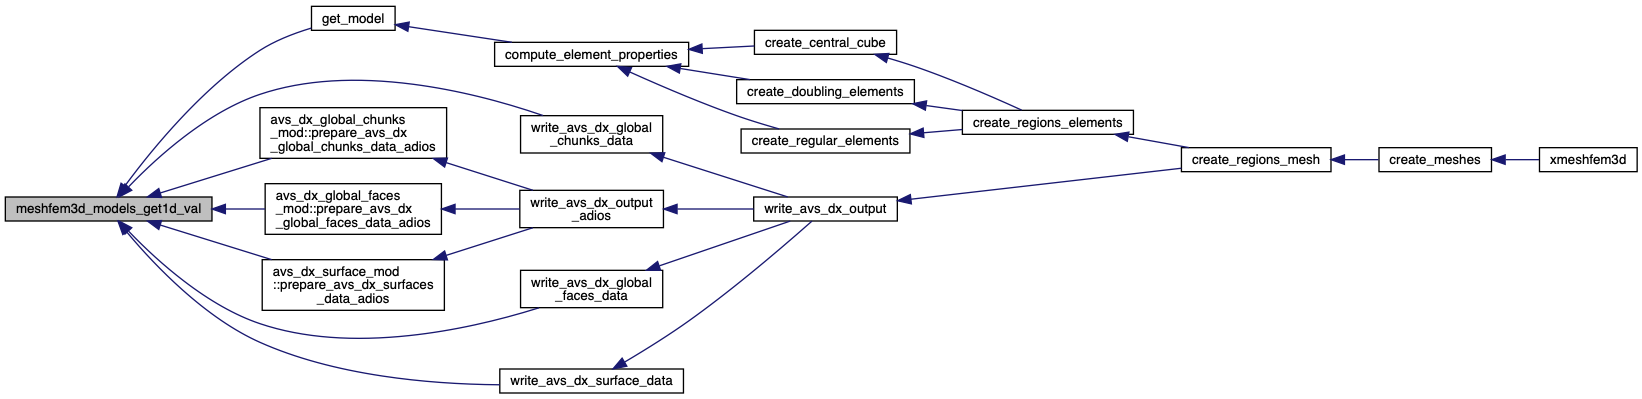 get_model
compute_element_properties
create_central_cube
create_doubling_elements
create_regular_elements
create_regions_elements
create_regions_mesh
create_meshes
xmeshfem3d
avs_dx_global_chunks
_mod::prepare_avs_dx
_global_chunks_data_adios
write_avs_dx_global
_chunks_data
meshfem3d_models_get1d_val
avs_dx_global_faces
_mod::prepare_avs_dx
_global_faces_data_adios
write_avs_dx_output
_adios
write_avs_dx_output
avs_dx_surface_mod
::prepare_avs_dx_surfaces
_data_adios
write_avs_dx_global
_faces_data
write_avs_dx_surface_data